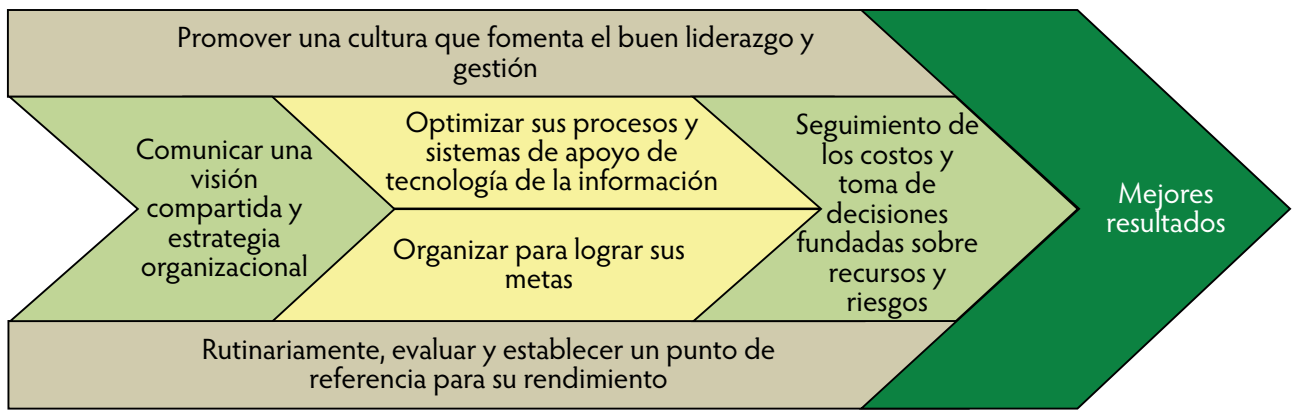 Promover una cultura que fomenta el buen liderazgo y
gestión
Comunicar una
visión
compartida y
estrategia
organizacional
Optimizar sus procesos y
sistemas de apoyo de
tecnología de la información
Organizar para lograr sus
metas
Seguimiento de
los costos y
toma de
decisiones
fundadas sobre
recursos y
riesgos
Mejores
resultados
Rutinariamente, evaluar y establecer un punto de
referencia para su rendimiento